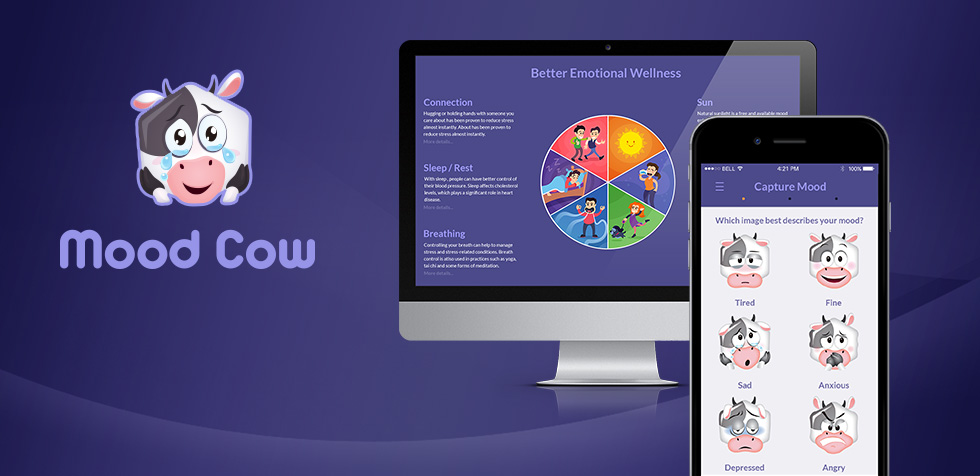 Mood Cow
Better Emotional Wellness
Connection
Hugging or holding hands with someone you
care about has been proven to reduce stress
almost instantly. About has been proven to
reduce stress almost instantly.
More details...
Sleep / Rest
With sleep, people can have better control of
their blood pressure. Sleep affects cholesterol
levels, which plays a significant role in heart
disease.
More details...
Breathing
Controlling your breath can help to manage
stress and stress-related conditions. Breath
control is also used in practices such as yoga,
tai chi and some forms of meditation.
More details...
Sun
Natural sunlight is a free and available mood
BELL
4:21 PM
100%
Capture Mood
Which image best describes your mood?
Tired
Fine
Sad
Anxious
Depressed
Angry